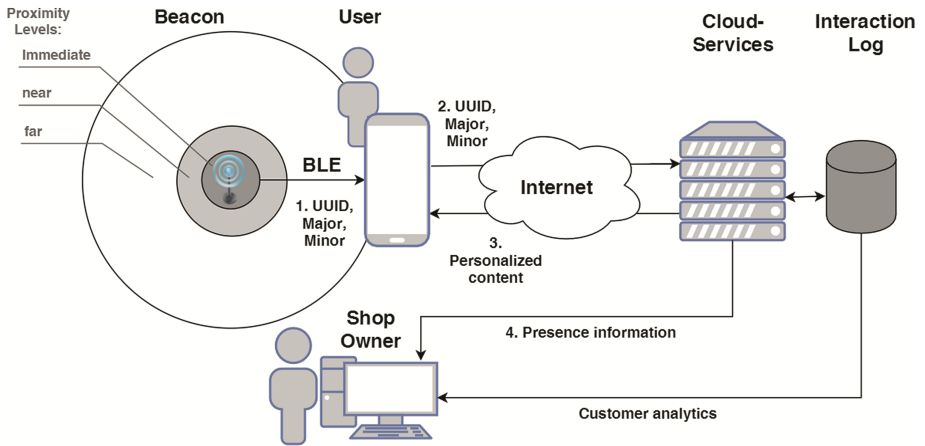 Proximity
Levels:
Immediate
near
far
Beacon
User
Cloud-
Services
Interaction
Log
BLE
1. UUID,
Major,
Minor
2. UUID,
Major,
Minor
Internet
3.
Personalized
content
Shop
Owner
4. Presence information
Customer analytics